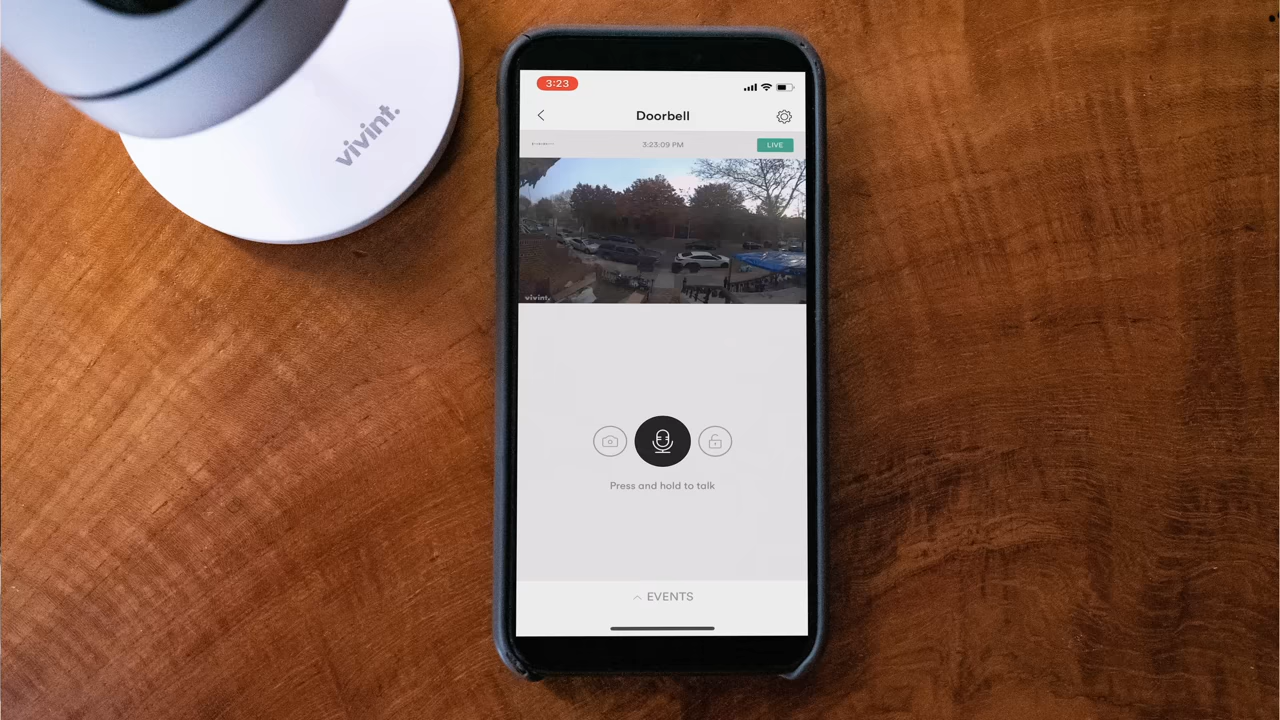 vivint.
3:23
Doorbell
3:23:09 PM
LIVE
vivint.
Press and hold to talk
EVENTS